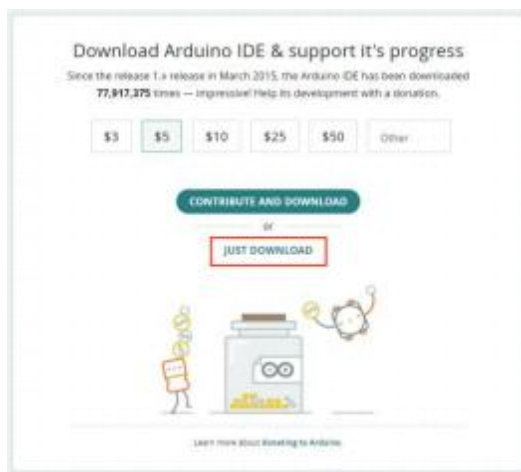 Download Arduino IDE & support it's progress
Since the release 1.x release in March 2015, the Arduino IDE has been downloaded
77,917,375 times — impressive! Help its development with a donation.
$3 $5 $10 $25 $50 Other
CONTRIBUTE AND DOWNLOAD
or
JUST DOWNLOAD
Learn more about donating to Arduino.